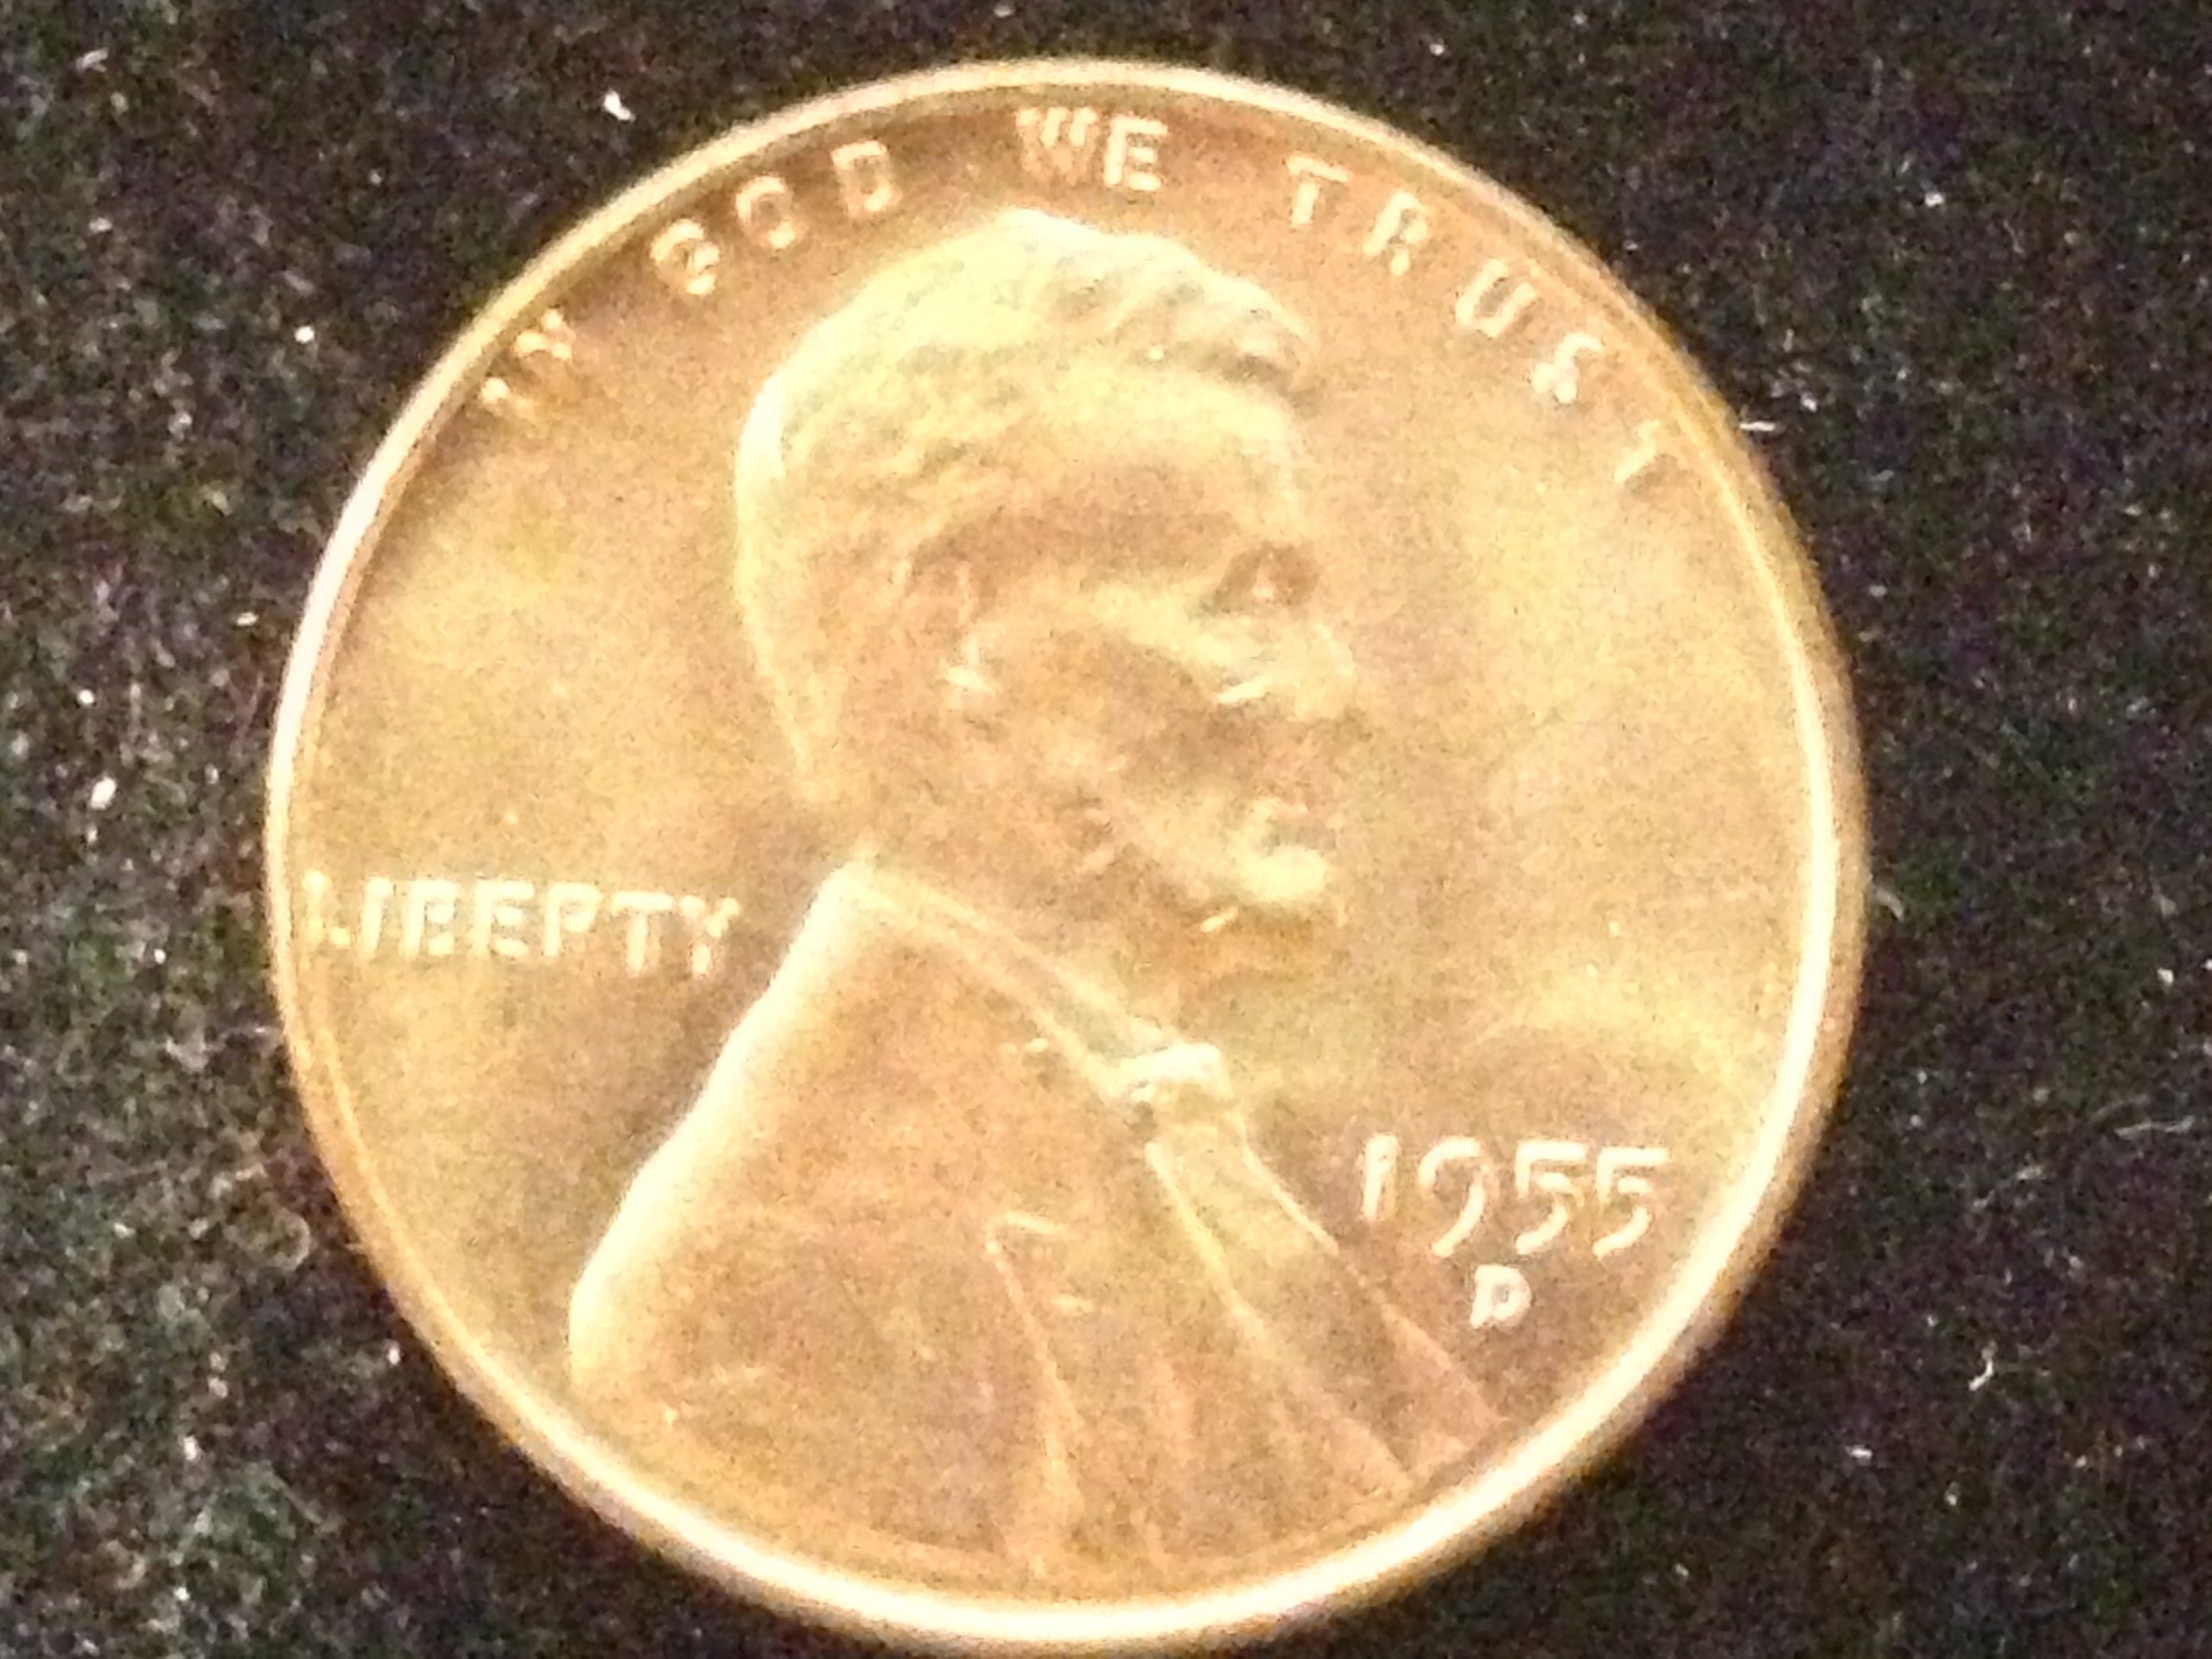 IN GOD WE TRUST
LIBERTY
1955
D